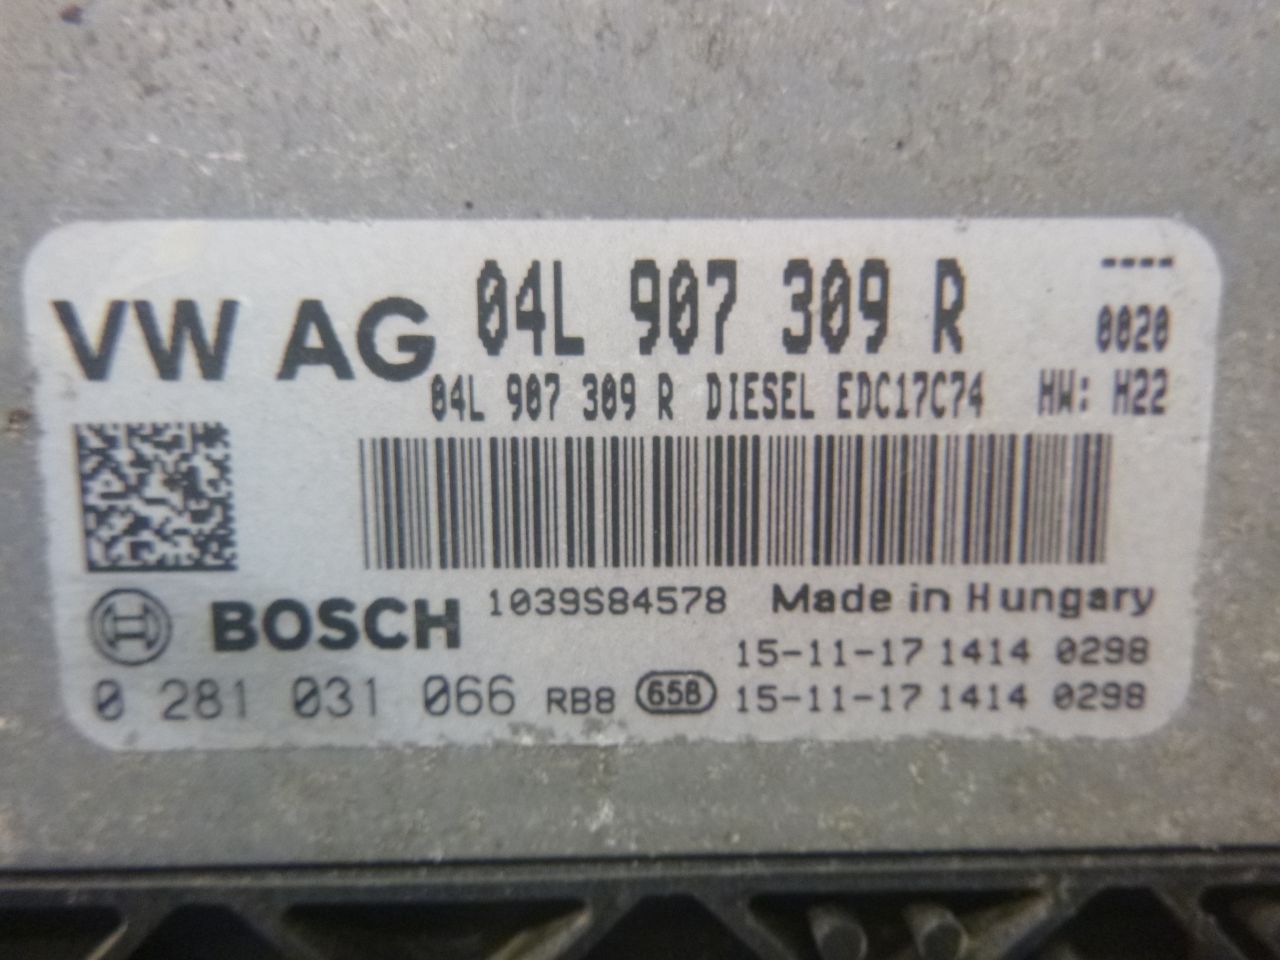 VW AG 04L 907 309 R ----
0020
04L 907 309 R DIESEL EDC17C74 HW: H22
BOSCH 1039S84578 Made in Hungary
15-11-17 1414 0298
0 281 031 066 RB8 658 15-11-17 1414 0298